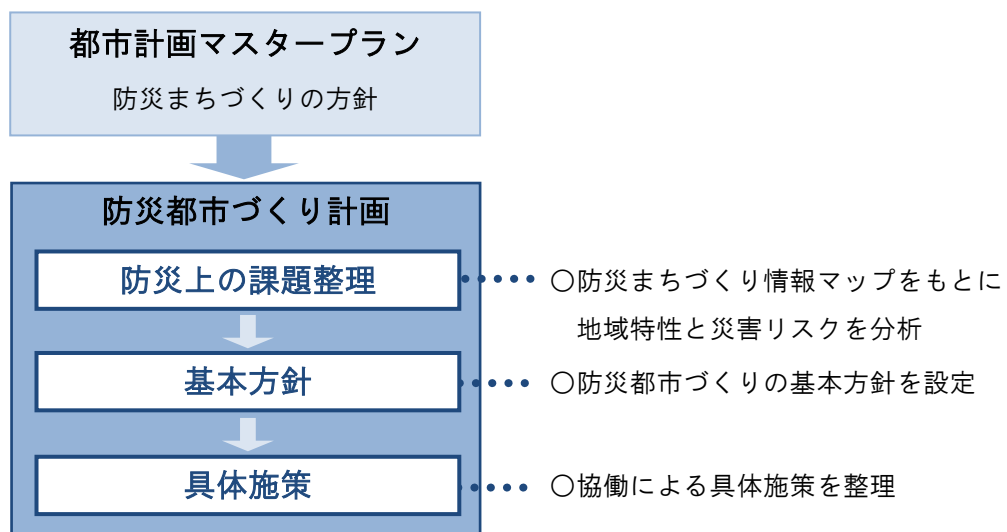 都市計画マスタープラン
防災まちづくりの方針
防災都市づくり計画
防災上の課題整理
○防災まちづくり情報マップをもとに
地域特性と災害リスクを分析
基本方針
○防災都市づくりの基本方針を設定
具体施策
○協働による具体施策を整理